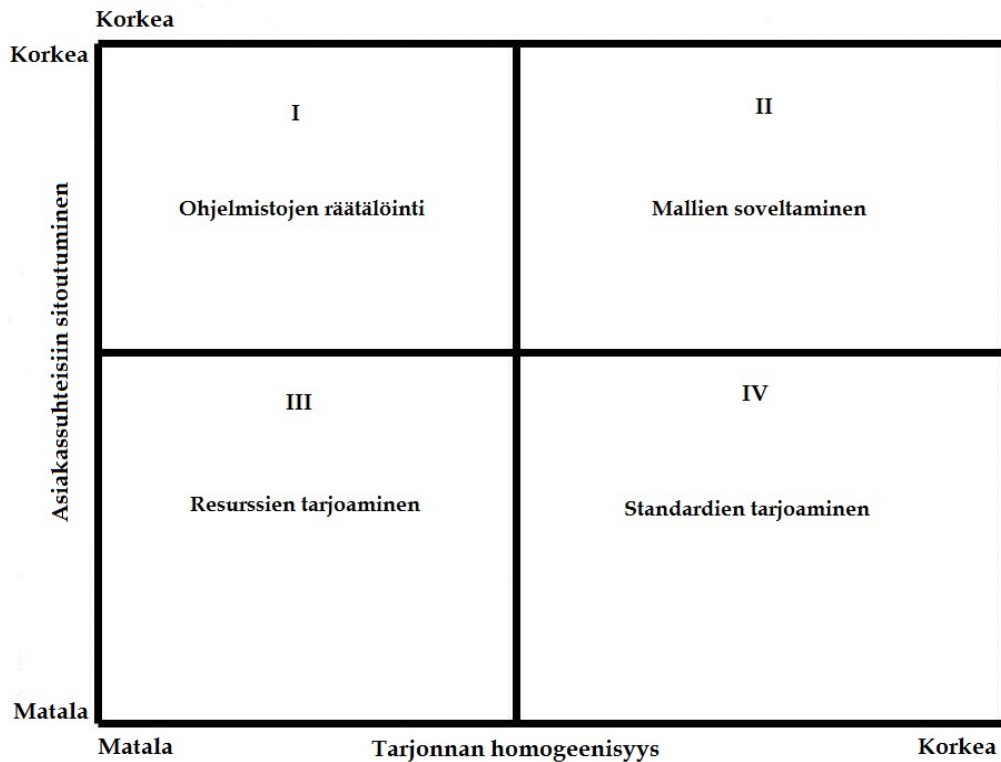 Korkea
Korkea
I
II
Ohjelmistojen räätälöinti
Mallien soveltaminen
Asiakassuhteisiin sitoutuminen
III
IV
Resurssien tarjoaminen
Standardien tarjoaminen
Matala
Matala
Tarjonnan homogeenisyys
Korkea